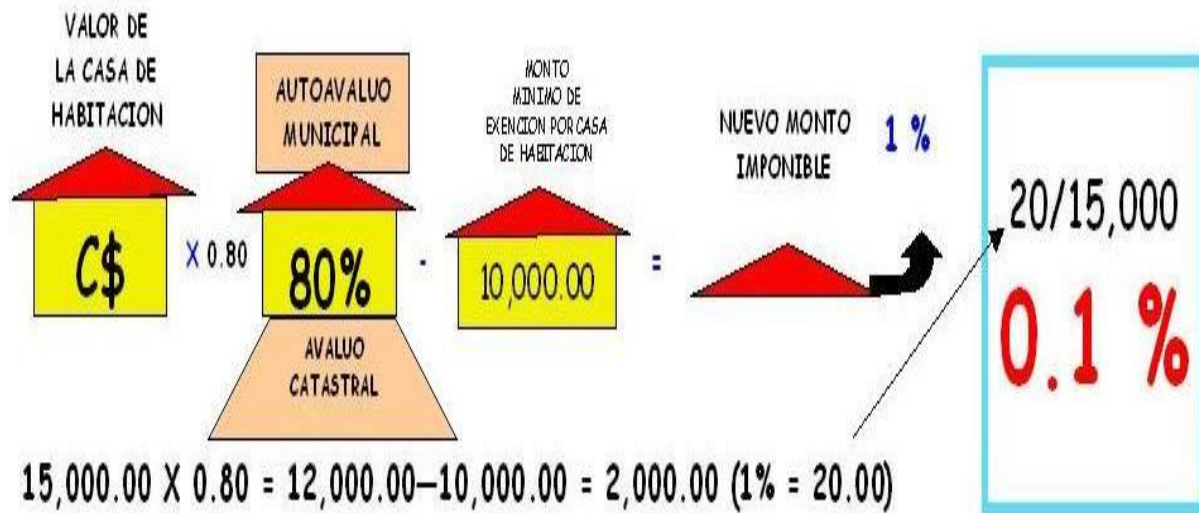 VALOR DE
LA CASA DE
HABITACION
C$
X 0.80
AUTOAVALUO
MUNICIPAL
80%
AVALUO
CATASTRAL
-
MONTO
MINIMO DE
EXENCION POR CASA
DE HABITACION
10,000.00
=
NUEVO MONTO
IMPONIBLE
1 %
20/15,000
0.1 %
15,000.00 X 0.80 = 12,000.00–10,000.00 = 2,000.00 (1% = 20.00)